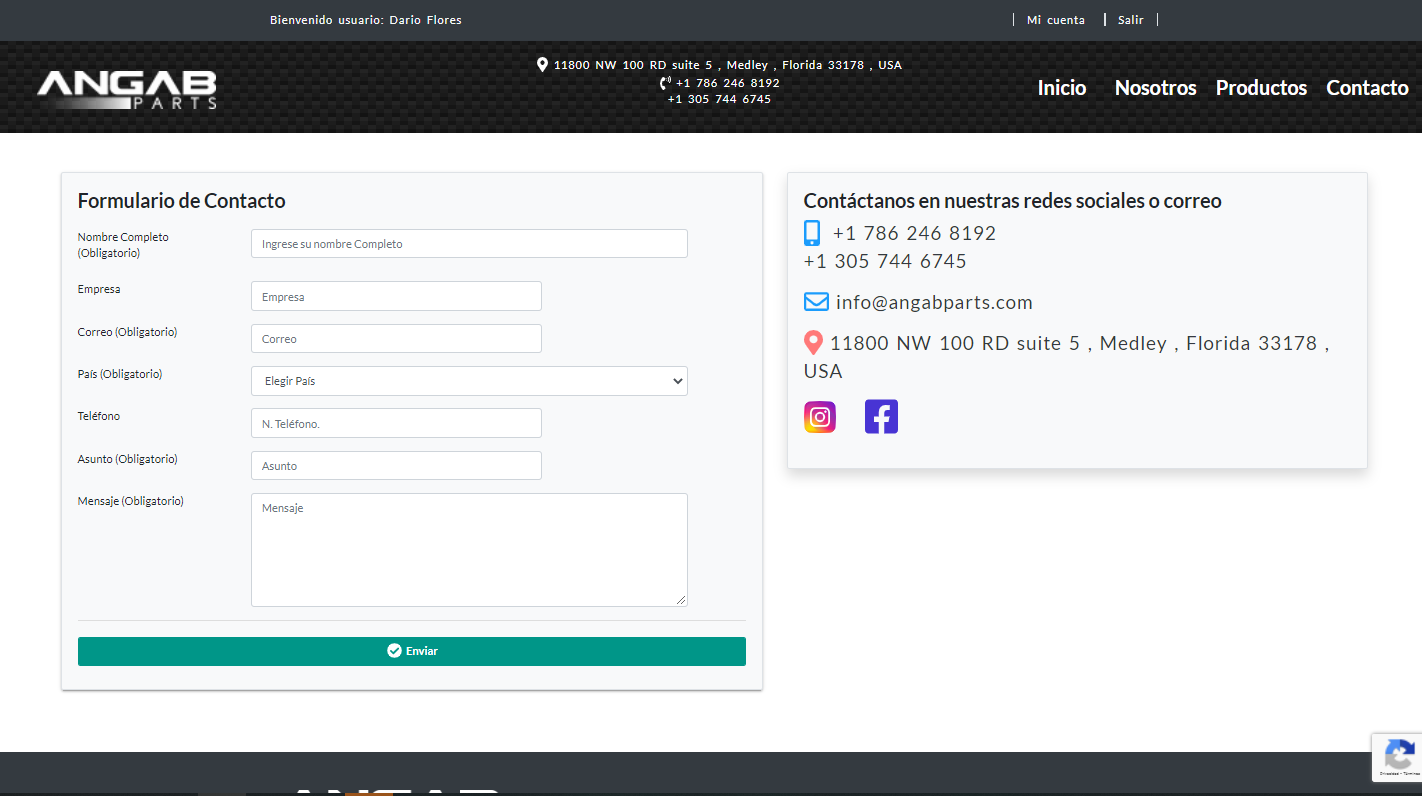 Bienvenido usuario: Dario Flores
Mi cuenta
Salir
ANGAB
PARTS
11800 NW 100 RD suite 5 , Medley , Florida 33178 , USA
+1 786 246 8192
+1 305 744 6745
Inicio Nosotros Productos Contacto
Formulario de Contacto
Nombre Completo
(Obligatorio)
Ingrese su nombre Completo
Empresa
Empresa
Correo (Obligatorio)
Correo
País (Obligatorio)
Elegir País
Teléfono
N. Teléfono.
Asunto (Obligatorio)
Asunto
Mensaje (Obligatorio)
Mensaje
Enviar
Contáctanos en nuestras redes sociales o correo
+1 786 246 8192
+1 305 744 6745
info@angabparts.com
11800 NW 100 RD suite 5 , Medley , Florida 33178 ,
USA
Privacidad - Términos